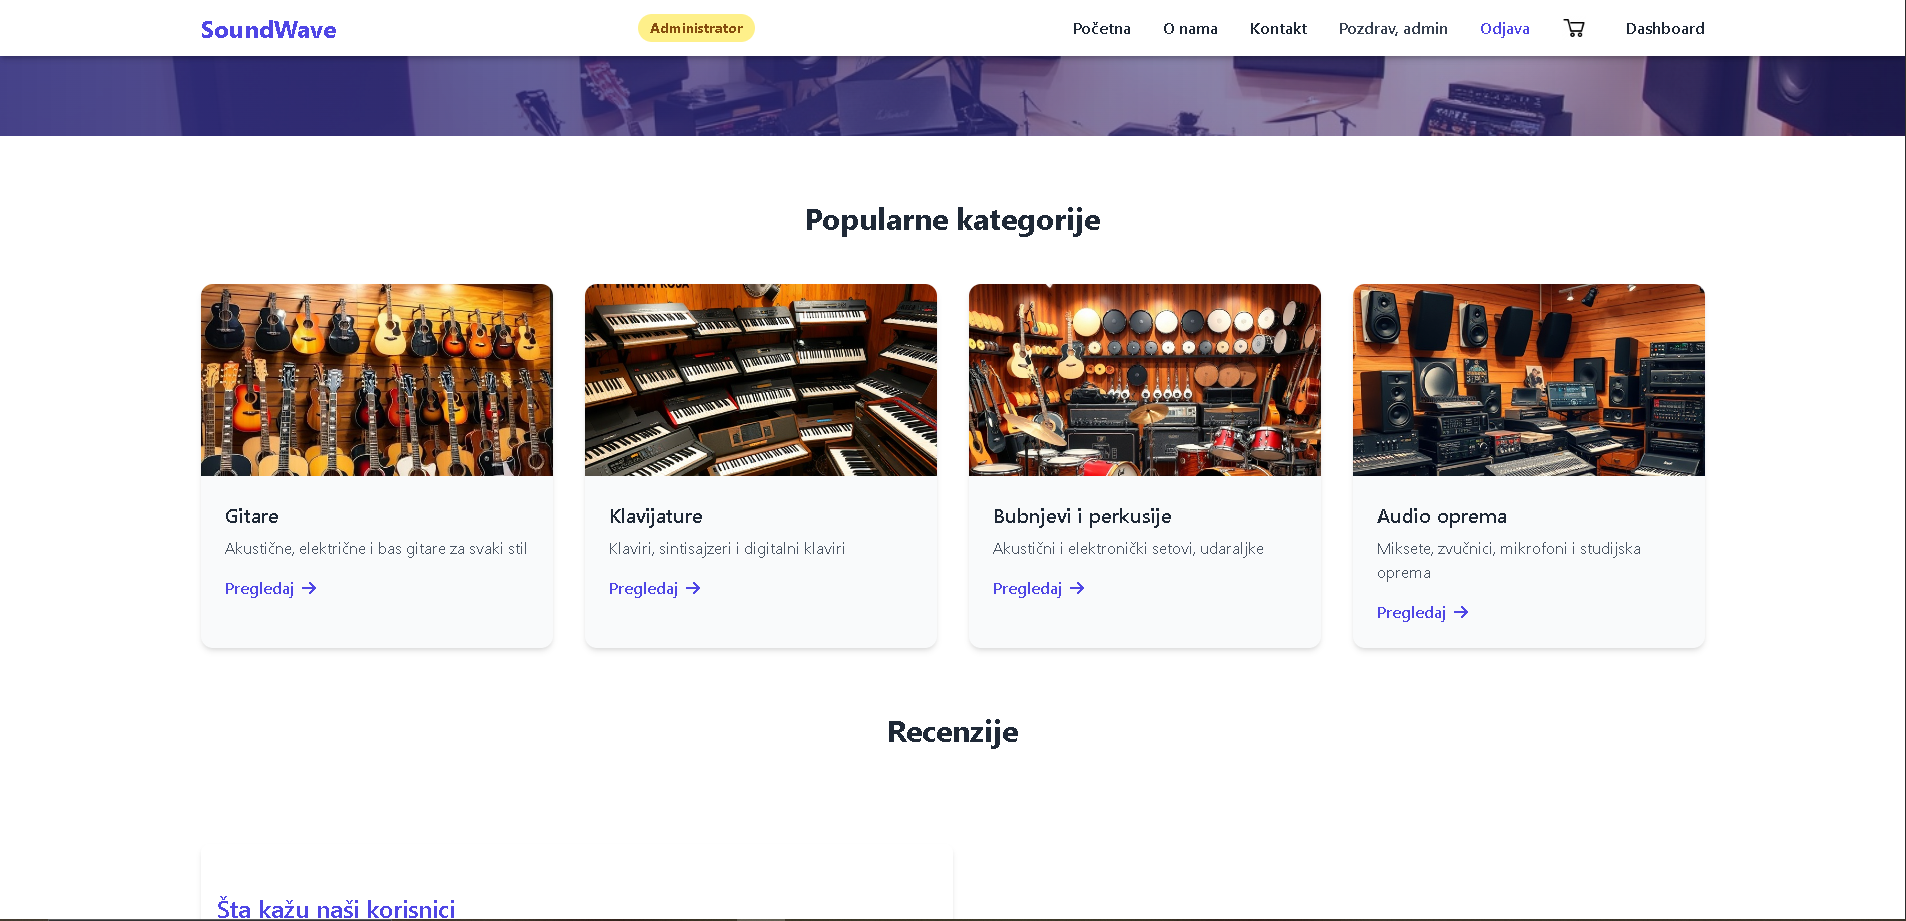 SoundWave
Administrator
Početna
O nama
Kontakt
Pozdrav, admin
Odjava
Dashboard
Popularne kategorije
Gitare
Akustične, električne i bas gitare za svaki stil
Pregledaj →
Klavijature
Klaviri, sintisajzeri i digitalni klaviri
Pregledaj →
Bubnjevi i perkusije
Akustični i elektronički setovi, udaraljke
Pregledaj →
Audio oprema
Miksete, zvučnici, mikrofoni i studijska
oprema
Pregledaj →
Recenzije
Šta kažu naši korisnici